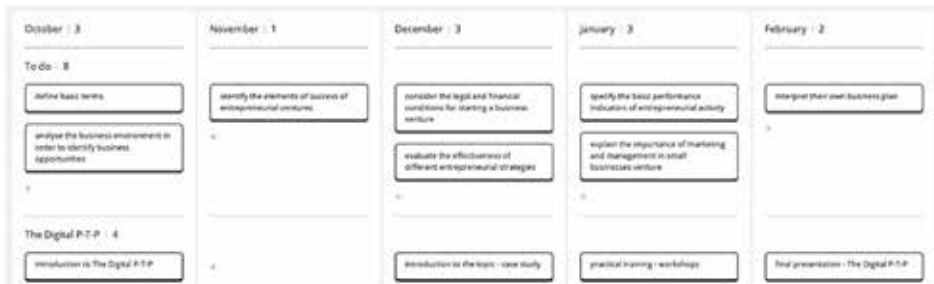 October : 3
November : 1
December : 3
January : 3
February : 2
To do : 8
define basic terms
identify the elements of success of
entrepreneurial ventures
consider the legal and financial
conditions for starting a business
venture
specify the basic performance
indicators of entrepreneurial activity
interpret their own business plan
analyse the business environment in
order to identify business
opportunities
evaluate the effectiveness of
different entrepreneurial strategies
explain the importance of marketing
and management in small
businesses venture
The Digital P-T-P : 4
introduction to The Digital P-T-P
introduction to the topic - case study
practical training - workshops
final presentation - The Digital P-T-P